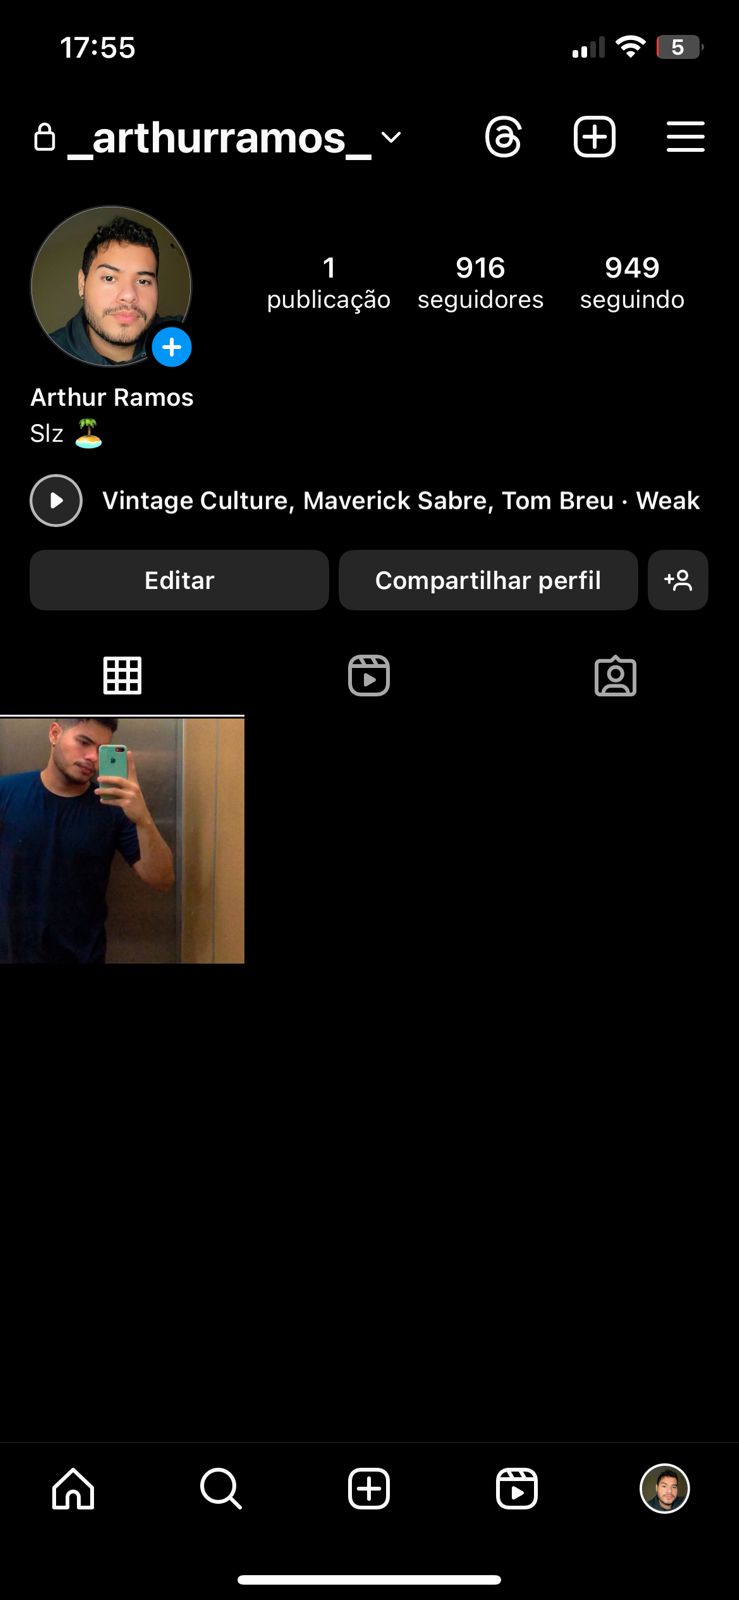 17:55
5
_arthurramos_
1
publicação
916
seguidores
949
seguindo
Arthur Ramos
Slz 🏝️
Vintage Culture, Maverick Sabre, Tom Breu · Weak
Editar
Compartilhar perfil